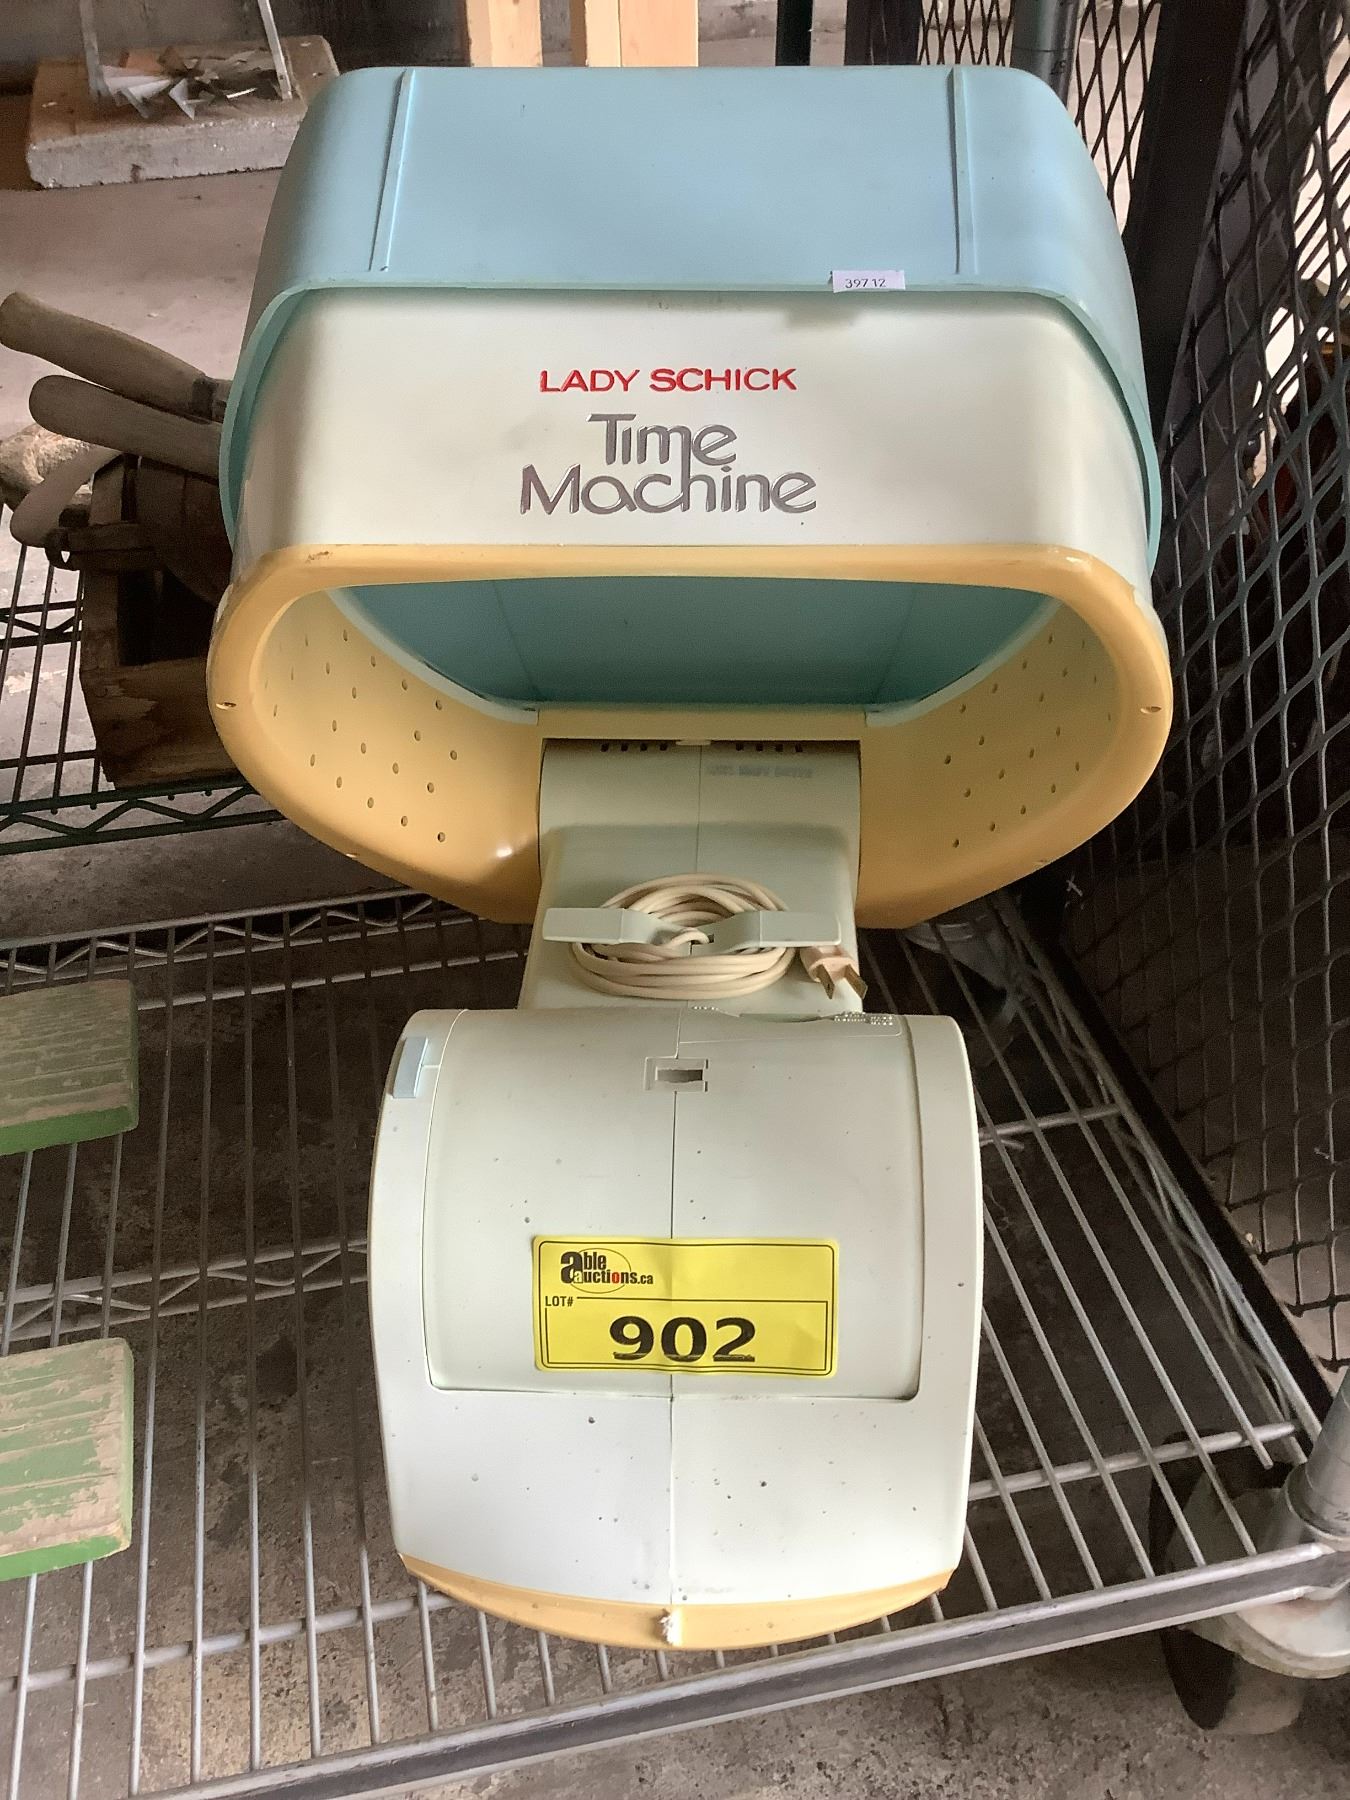 39712
LADY SCHICK
Time
Machine
able
auctions.ca
LOT#
902